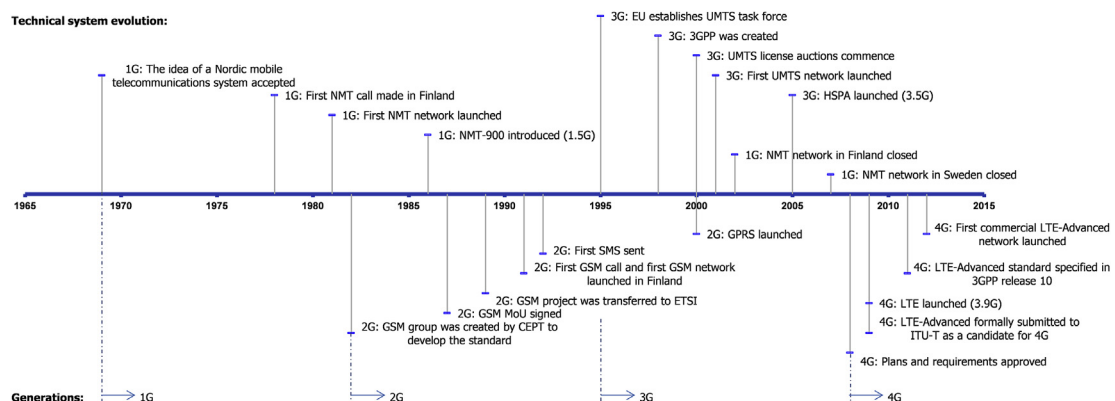 Technical system evolution:
3G: EU establishes UMTS task force
3G: 3GPP was created
3G: UMTS license auctions commence
1G: The idea of a Nordic mobile
telecommunications system accepted
3G: First UMTS network launched
1G: First NMT call made in Finland
3G: HSPA launched (3.5G)
1G: First NMT network launched
1G: NMT-900 introduced (1.5G)
1G: NMT network in Finland closed
1G: NMT network in Sweden closed
1965 1970 1975 1980 1985 1990 1995 2000 2005 2010 2015
2G: GPRS launched
4G: First commercial LTE-Advanced
network launched
2G: First SMS sent
2G: First GSM call and first GSM network
launched in Finland
4G: LTE-Advanced standard specified in
3GPP release 10
2G: GSM project was transferred to ETSI
4G: LTE launched (3.9G)
2G: GSM MoU signed
2G: GSM group was created by CEPT to
develop the standard
4G: LTE-Advanced formally submitted to
ITU-T as a candidate for 4G
4G: Plans and requirements approved
Generations: 1G 2G 3G 4G